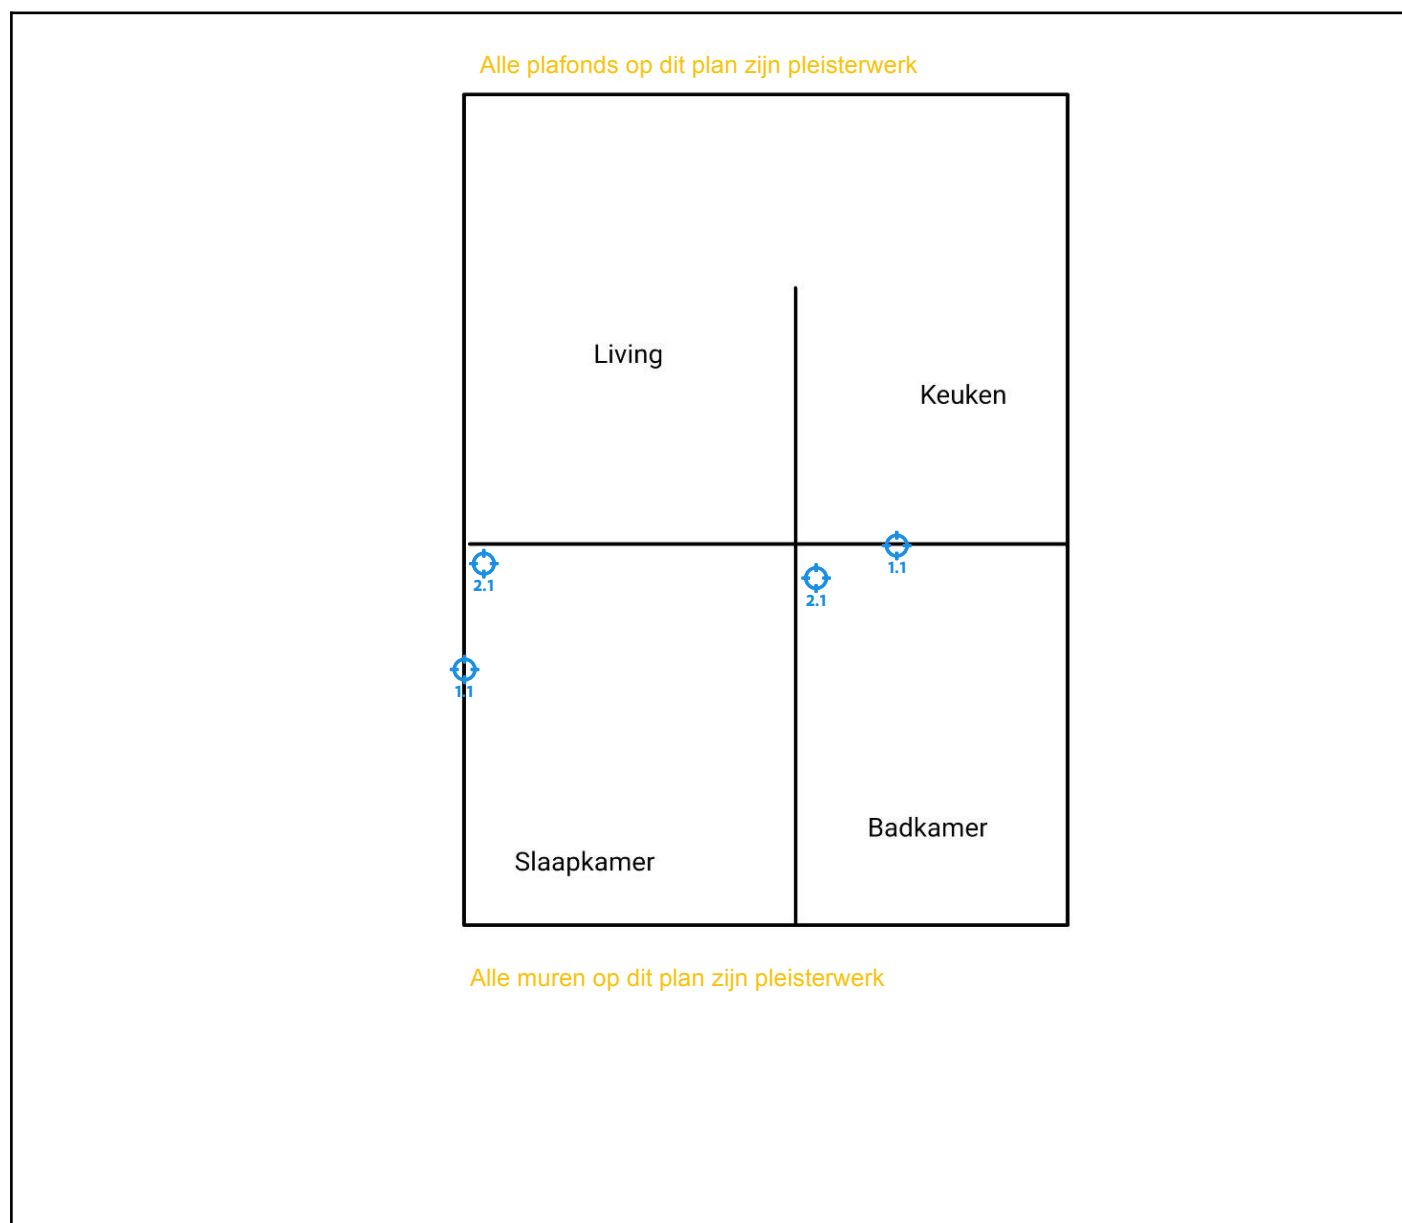 Alle plafonds op dit plan zijn pleisterwerk
Living
Keuken
1.1
2.1
2.1
1.1
Badkamer
Slaapkamer
Alle muren op dit plan zijn pleisterwerk